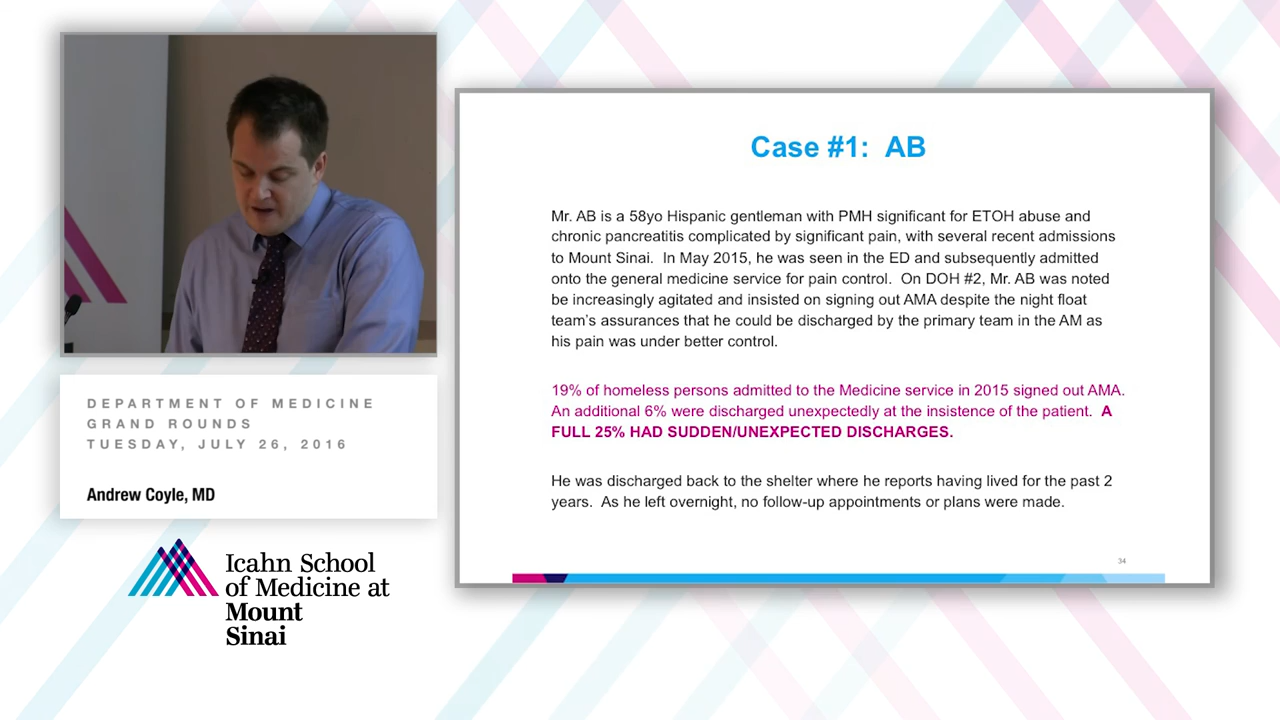 Case #1: AB
Mr. AB is a 58yo Hispanic gentleman with PMH significant for ETOH abuse and
chronic pancreatitis complicated by significant pain, with several recent admissions
to Mount Sinai. In May 2015, he was seen in the ED and subsequently admitted
onto the general medicine service for pain control. On DOH #2, Mr. AB was noted
be increasingly agitated and insisted on signing out AMA despite the night float
team's assurances that he could be discharged by the primary team in the AM as
his pain was under better control.
19% of homeless persons admitted to the Medicine service in 2015 signed out AMA.
An additional 6% were discharged unexpectedly at the insistence of the patient. A
FULL 25% HAD SUDDEN/UNEXPECTED DISCHARGES.
He was discharged back to the shelter where he reports having lived for the past 2
years. As he left overnight, no follow-up appointments or plans were made.
34
DEPARTMENT OF MEDICINE
GRAND ROUNDS
TUESDAY, JULY 26, 2016
Andrew Coyle, MD
Icahn School
of Medicine at
Mount
Sinai